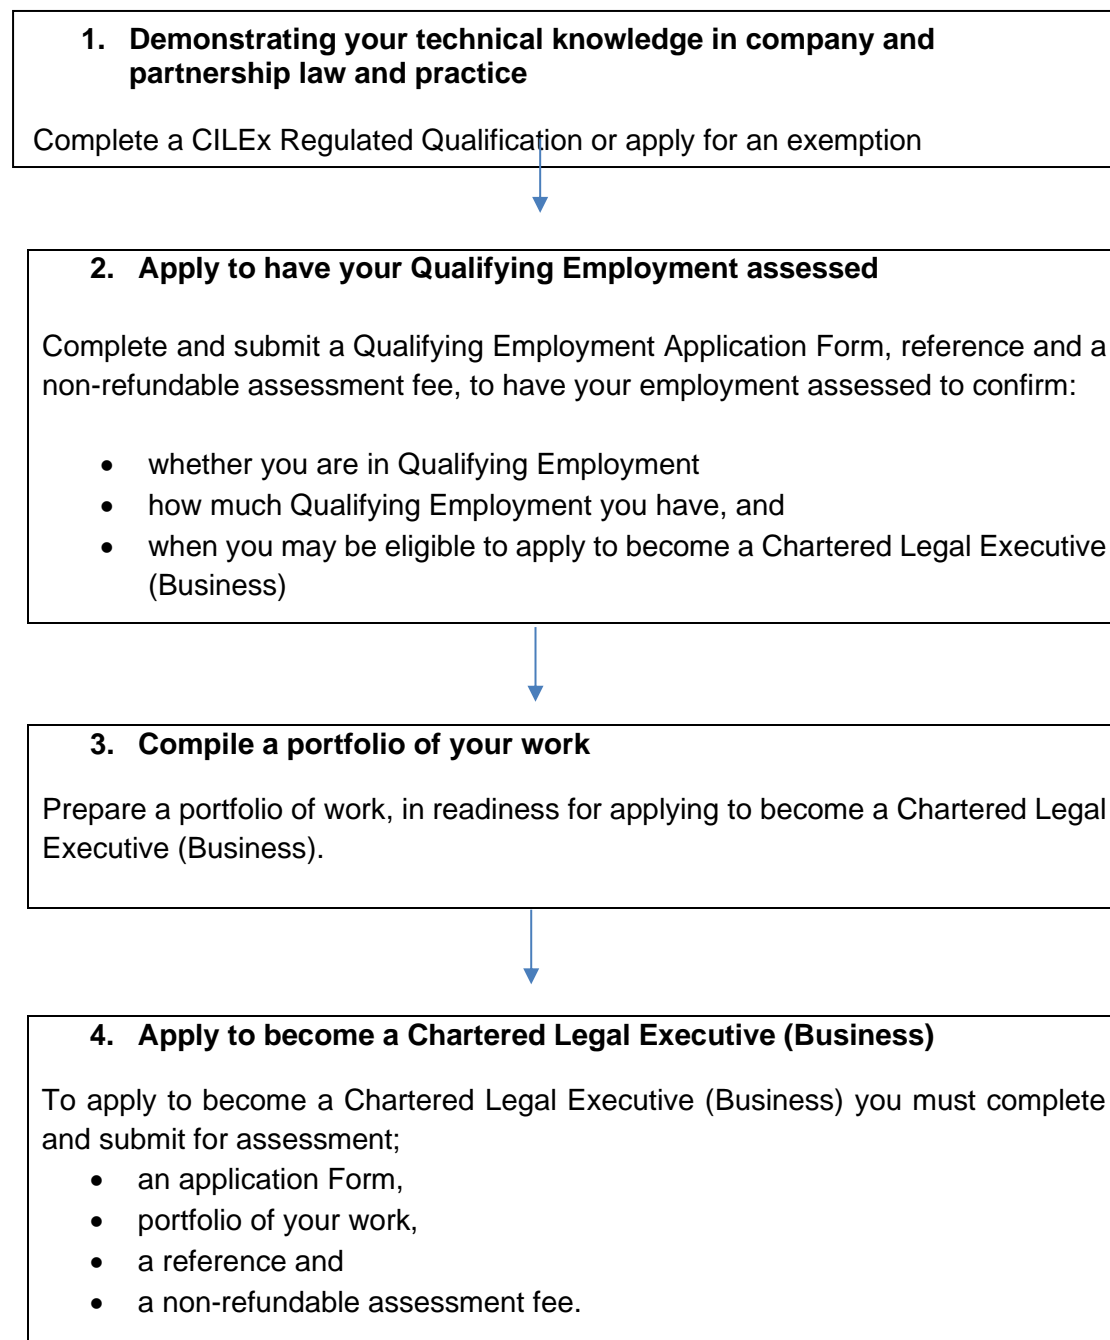 1. Demonstrating your technical knowledge in company and
partnership law and practice
Complete a CILEx Regulated Qualification or apply for an exemption
2. Apply to have your Qualifying Employment assessed
Complete and submit a Qualifying Employment Application Form, reference and a
non-refundable assessment fee, to have your employment assessed to confirm:
• whether you are in Qualifying Employment
• how much Qualifying Employment you have, and
• when you may be eligible to apply to become a Chartered Legal Executive
(Business)
3. Compile a portfolio of your work
Prepare a portfolio of work, in readiness for applying to become a Chartered Legal
Executive (Business).
4. Apply to become a Chartered Legal Executive (Business)
To apply to become a Chartered Legal Executive (Business) you must complete
and submit for assessment;
• an application Form,
• portfolio of your work,
• a reference and
• a non-refundable assessment fee.